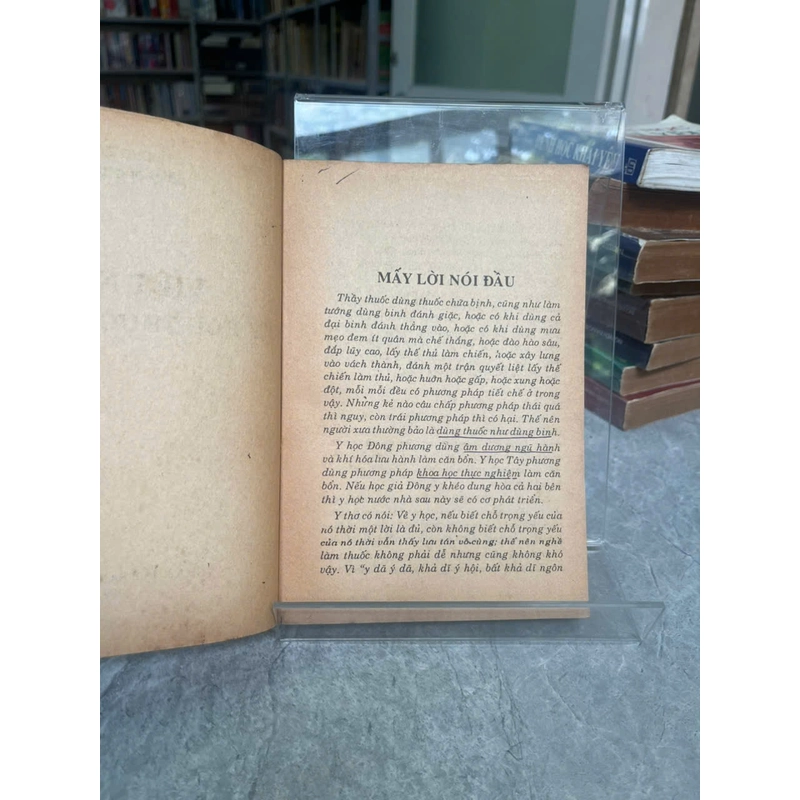 MẤY LỜI NÓI ĐẦU
Thầy thuốc dùng thuốc chữa bịnh, cũng như làm
tướng dùng binh đánh giặc, hoặc có khi dùng cả
đại binh đánh thẳng vào, hoặc có khi dùng mưu
mẹo đem ít quân mà chế thắng, hoặc đào hào sâu,
đắp lũy cao, lấy thế thủ làm chiến, hoặc xây lưng
vào vách thành, đánh một trận quyết liệt lấy thế
chiến làm thủ, hoặc huỡn hoặc gấp, hoặc xung hoặc
đột, mỗi mỗi đều có phương pháp tiết chế ở trong
vậy. Những kẻ nào câu chấp phương pháp thái quá
thì nguy, còn trái phương pháp thì có hại. Thế nên
người xưa thường bảo là dùng thuốc như dùng binh.
Y học Đông phương dùng âm dương ngũ hành
và khí hóa lưu hành làm căn bổn. Y học Tây phương
dùng phương pháp khoa học thực nghiệm làm căn
bổn. Nếu học giả Đông y khéo dung hòa cả hai bên
thì y học nước nhà sau này sẽ có cơ phát triển.
Y thơ có nói: Về y học, nếu biết chỗ trọng yếu của
nó thời một lời là đủ, còn không biết chỗ trọng yếu
của nó thời vẫn thấy lưu tán vô cùng; thế nên nghề
làm thuốc không phải dễ nhưng cũng không khó
vậy. Vì "y dã ý dã, khả dĩ ý hội, bất khả dĩ ngôn